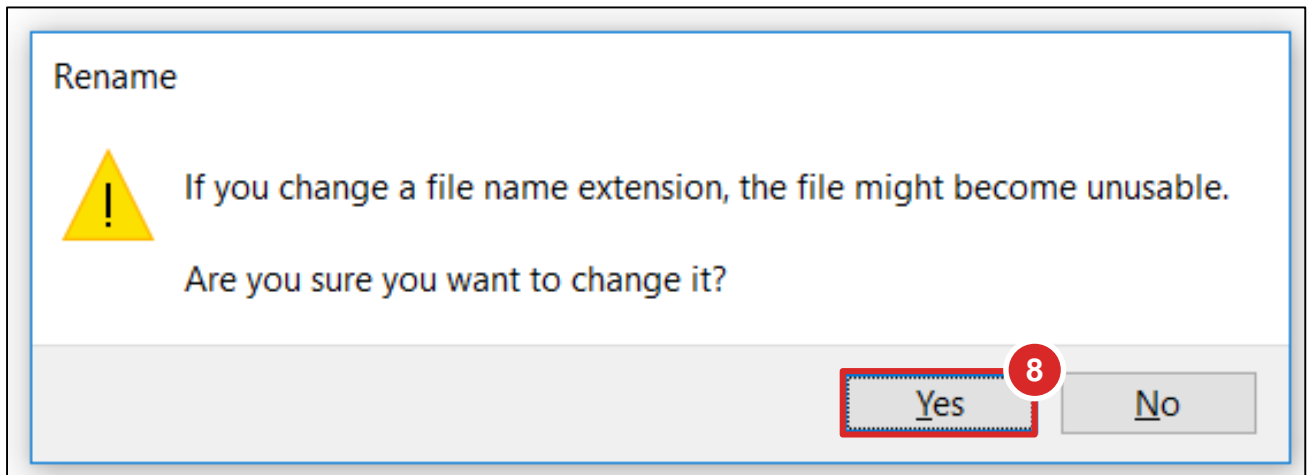 Rename
!
If you change a file name extension, the file might become unusable.
Are you sure you want to change it?
8
Yes No